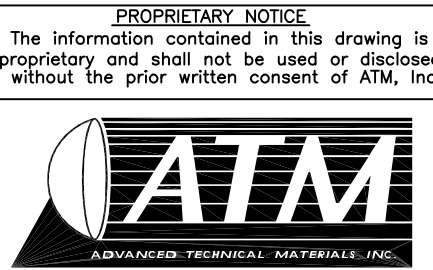 PROPRIETARY NOTICE
The information contained in this drawing is
proprietary and shall not be used or disclosed
without the prior written consent of ATM, Inc
ATM
ADVANCED TECHNICAL MATERIALS INC.